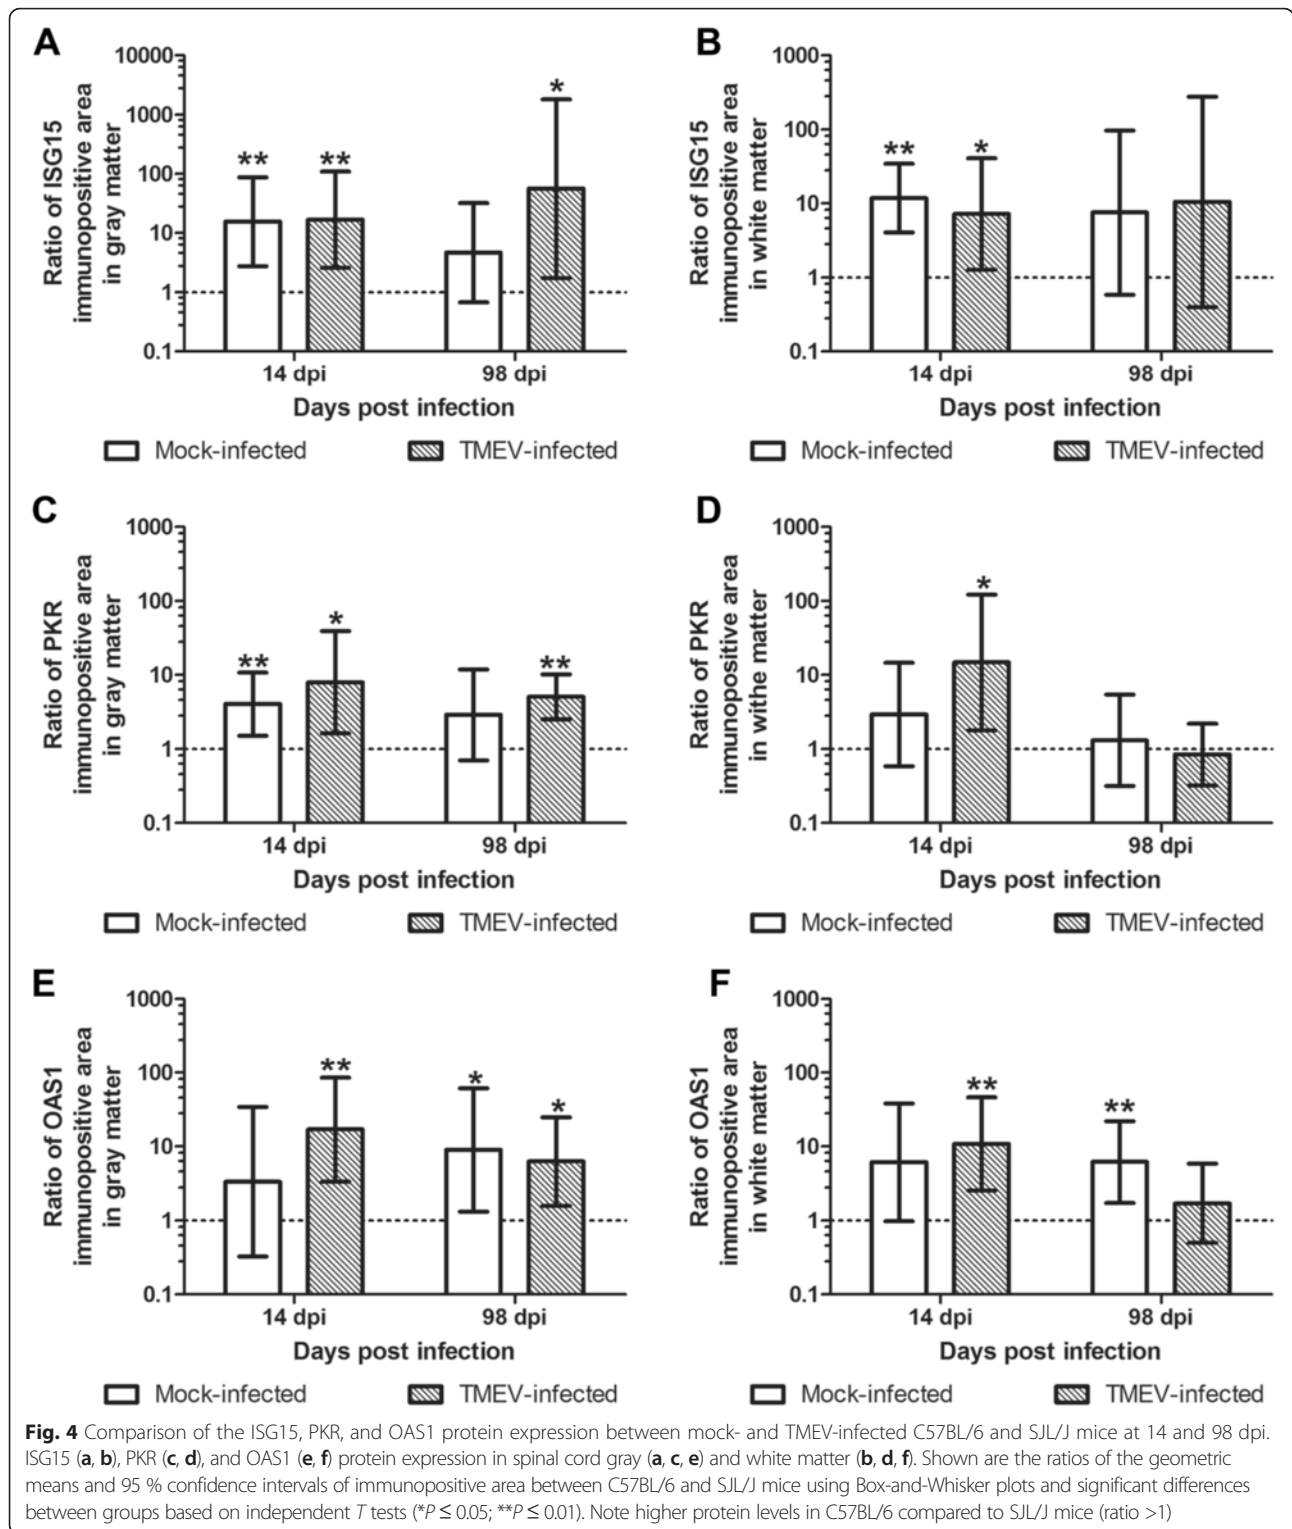 A
Ratio of ISG15
immunopositive area
in gray matter
10000
1000
100
10
1
0.1
**
**
*
14 dpi
98 dpi
Days post infection
Mock-infected
TMEV-infected
B
Ratio of ISG15
immunopositive area
in white matter
1000
100
10
1
0.1
**
*
14 dpi
98 dpi
Days post infection
Mock-infected
TMEV-infected
C
Ratio of PKR
immunopositive area
in gray matter
1000
100
10
1
0.1
**
*
**
14 dpi
98 dpi
Days post infection
Mock-infected
TMEV-infected
D
Ratio of PKR
immunopositive area
in withe matter
1000
100
10
1
0.1
*
14 dpi
98 dpi
Days post infection
Mock-infected
TMEV-infected
E
Ratio of OAS1
immunopositive area
in gray matter
1000
100
10
1
0.1
**
*
*
14 dpi
98 dpi
Days post infection
Mock-infected
TMEV-infected
F
Ratio of OAS1
immunopositive area
in white matter
1000
100
10
1
0.1
**
**
14 dpi
98 dpi
Days post infection
Mock-infected
TMEV-infected
Fig. 4 Comparison of the ISG15, PKR, and OAS1 protein expression between mock- and TMEV-infected C57BL/6 and SJL/J mice at 14 and 98 dpi.
ISG15 (a, b), PKR (c, d), and OAS1 (e, f) protein expression in spinal cord gray (a, c, e) and white matter (b, d, f). Shown are the ratios of the geometric
means and 95 % confidence intervals of immunopositive area between C57BL/6 and SJL/J mice using Box-and-Whisker plots and significant differences
between groups based on independent T tests (*P ≤ 0.05; **P ≤ 0.01). Note higher protein levels in C57BL/6 compared to SJL/J mice (ratio >1)